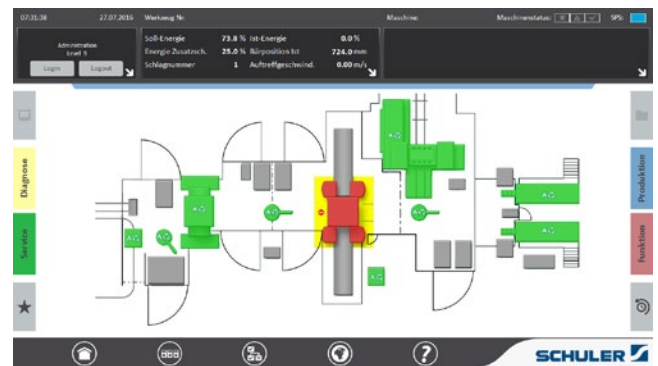 07:31:38 27.07.2016 Werkzeug Nr. Maschine: Maschinenstatus: SPS:
Administration
Level 9
Login Logout
Soll-Energie 73.8 % Ist-Energie 0.0 %
Energie Zusatzsch. 25.0 % Bärposition Ist 724.0 mm
Schlagnummer 1 Auftreffgeschwind. 0.00 m/s
Diagnose
Service
Produktion
Funktion
?
SCHULER